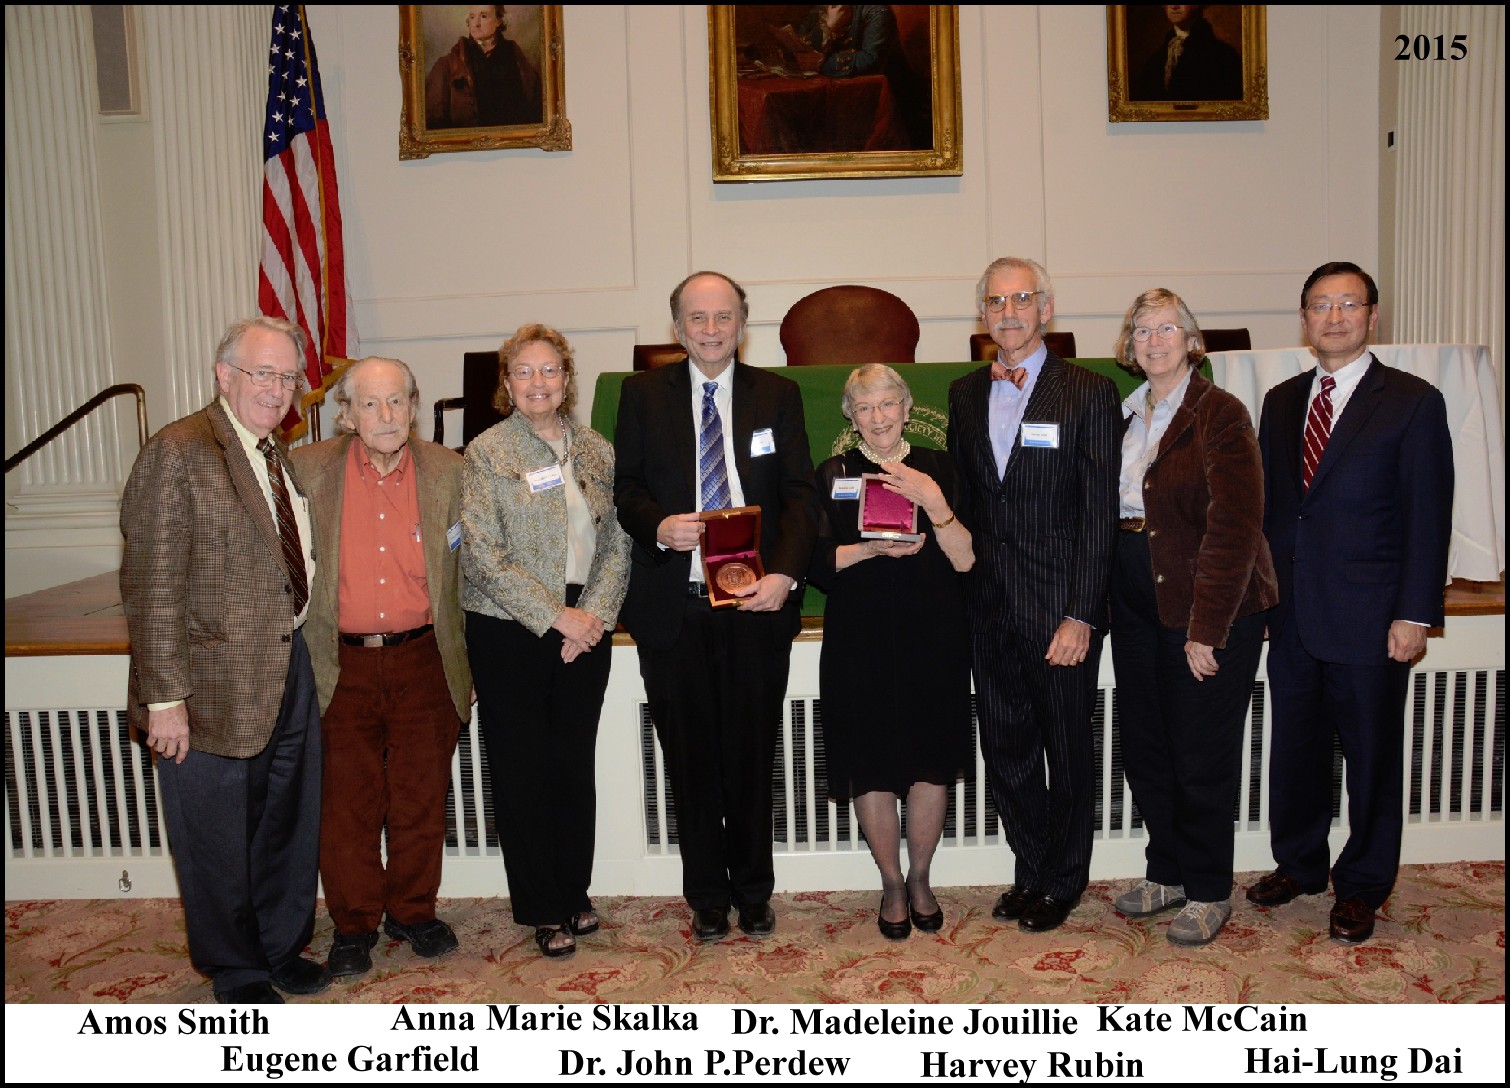 2015
Amos Smith
Anna Marie Skalka
Dr. Madeleine Jouillie
Kate McCain
Eugene Garfield
Dr. John P.Perdew
Harvey Rubin
Hai-Lung Dai